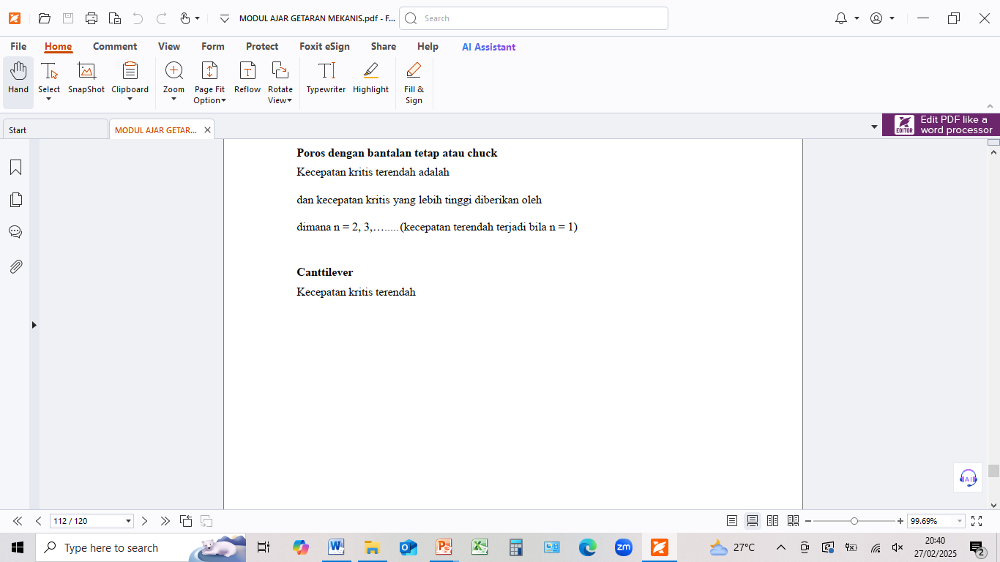 MODUL AJAR GETARAN MEKANIS.pdf - F...
Search
File Home Comment View Form Protect Foxit eSign Share Help AI Assistant
Hand Select SnapShot Clipboard Zoom Page Fit Option Reflow Rotate View Typewriter Highlight Fill & Sign
Start
MODUL AJAR GETAR...
EDITOR
Edit PDF like a
word processor
Poros dengan bantalan tetap atau chuck
Kecepatan kritis terendah adalah
dan kecepatan kritis yang lebih tinggi diberikan oleh
dimana n = 2, 3,…..... (kecepatan terendah terjadi bila n = 1)
Canttilever
Kecepatan kritis terendah
AI
112 / 120
99.69%
Type here to search
zm
27°C
20:40
27/02/2025
2